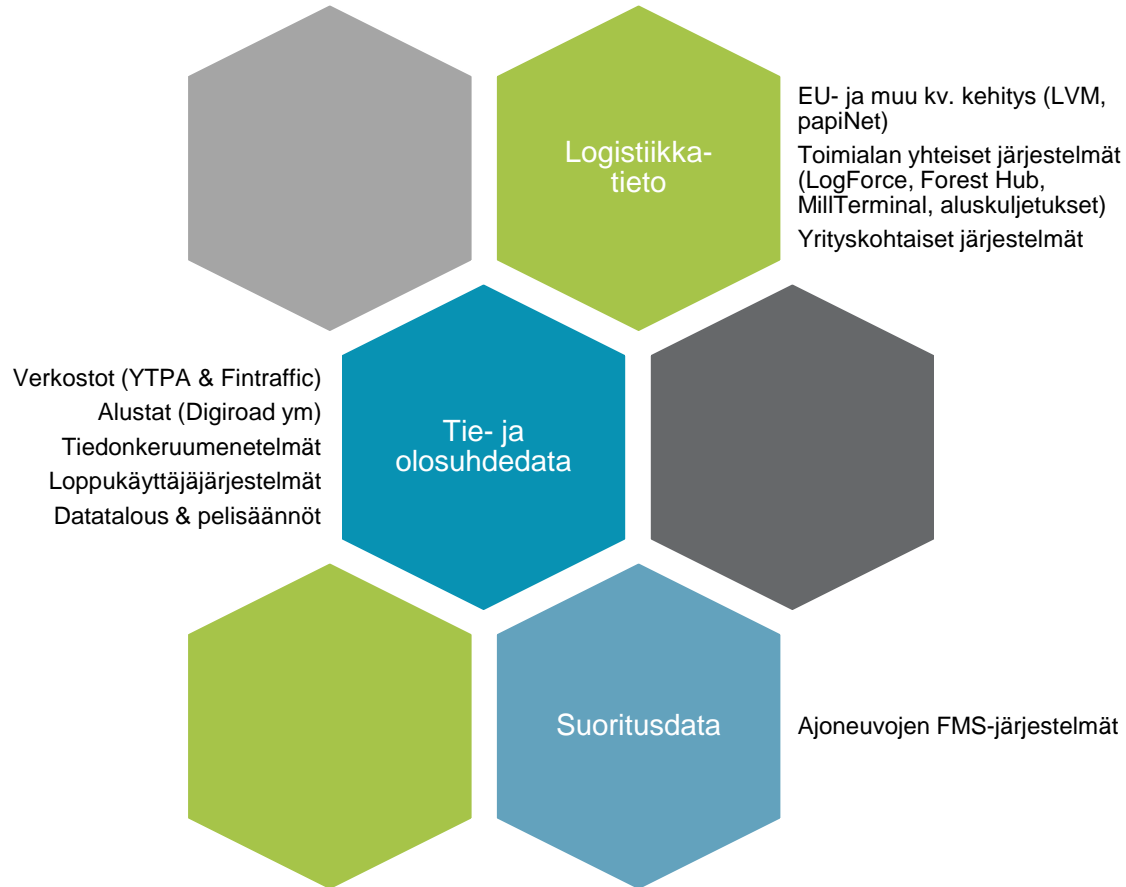 Logistiikka-
tieto
EU- ja muu kv. kehitys (LVM,
papiNet)
Toimialan yhteiset järjestelmät
(LogForce, Forest Hub,
MillTerminal, aluskuljetukset)
Yrityskohtaiset järjestelmät
Verkostot (YTPA & Fintraffic)
Alustat (Digiroad ym)
Tiedonkeruumenetelmät
Loppukäyttäjäjärjestelmät
Datatalous & pelisäännöt
Tie- ja
olosuhdedata
Suoritusdata
Ajoneuvojen FMS-järjestelmät